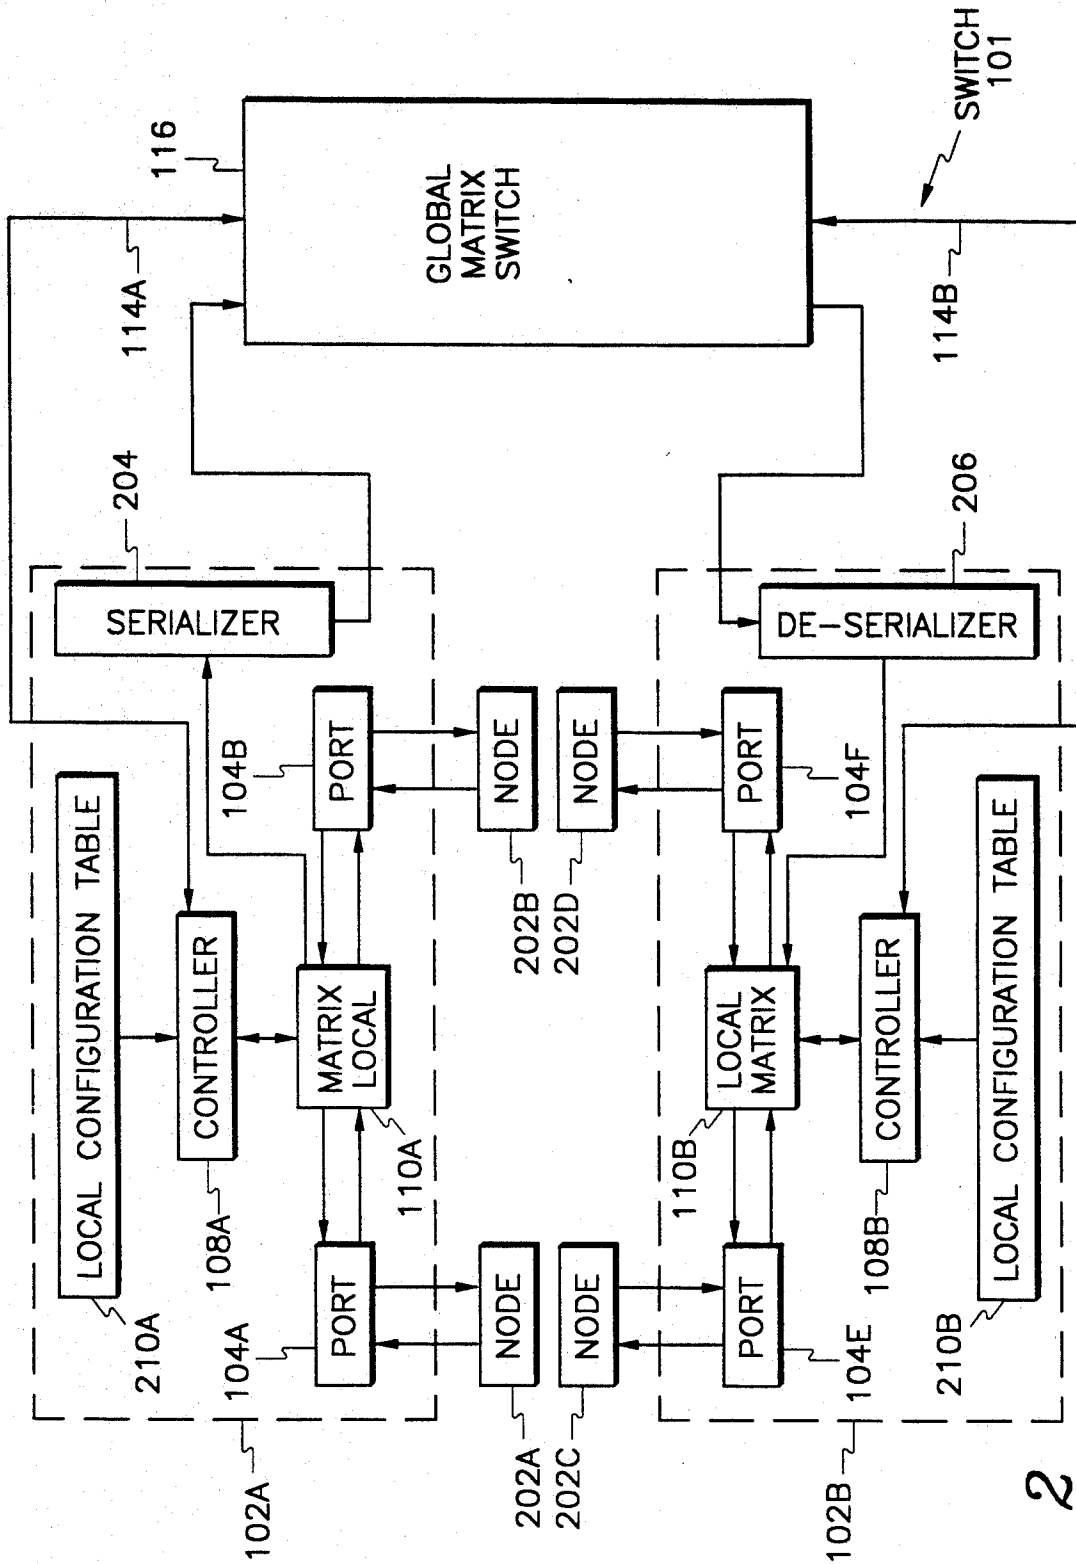 102A
210A
LOCAL CONFIGURATION TABLE
108A
CONTROLLER
104A
PORT
110A
MATRIX
LOCAL
104B
PORT
SERIALIZER
204
114A
116
GLOBAL
MATRIX
SWITCH
202A
NODE
202B
NODE
202C
NODE
202D
NODE
102B
104E
PORT
110B
LOCAL
MATRIX
104F
PORT
DE-SERIALIZER
206
108B
CONTROLLER
210B
LOCAL CONFIGURATION TABLE
114B
SWITCH
101
2